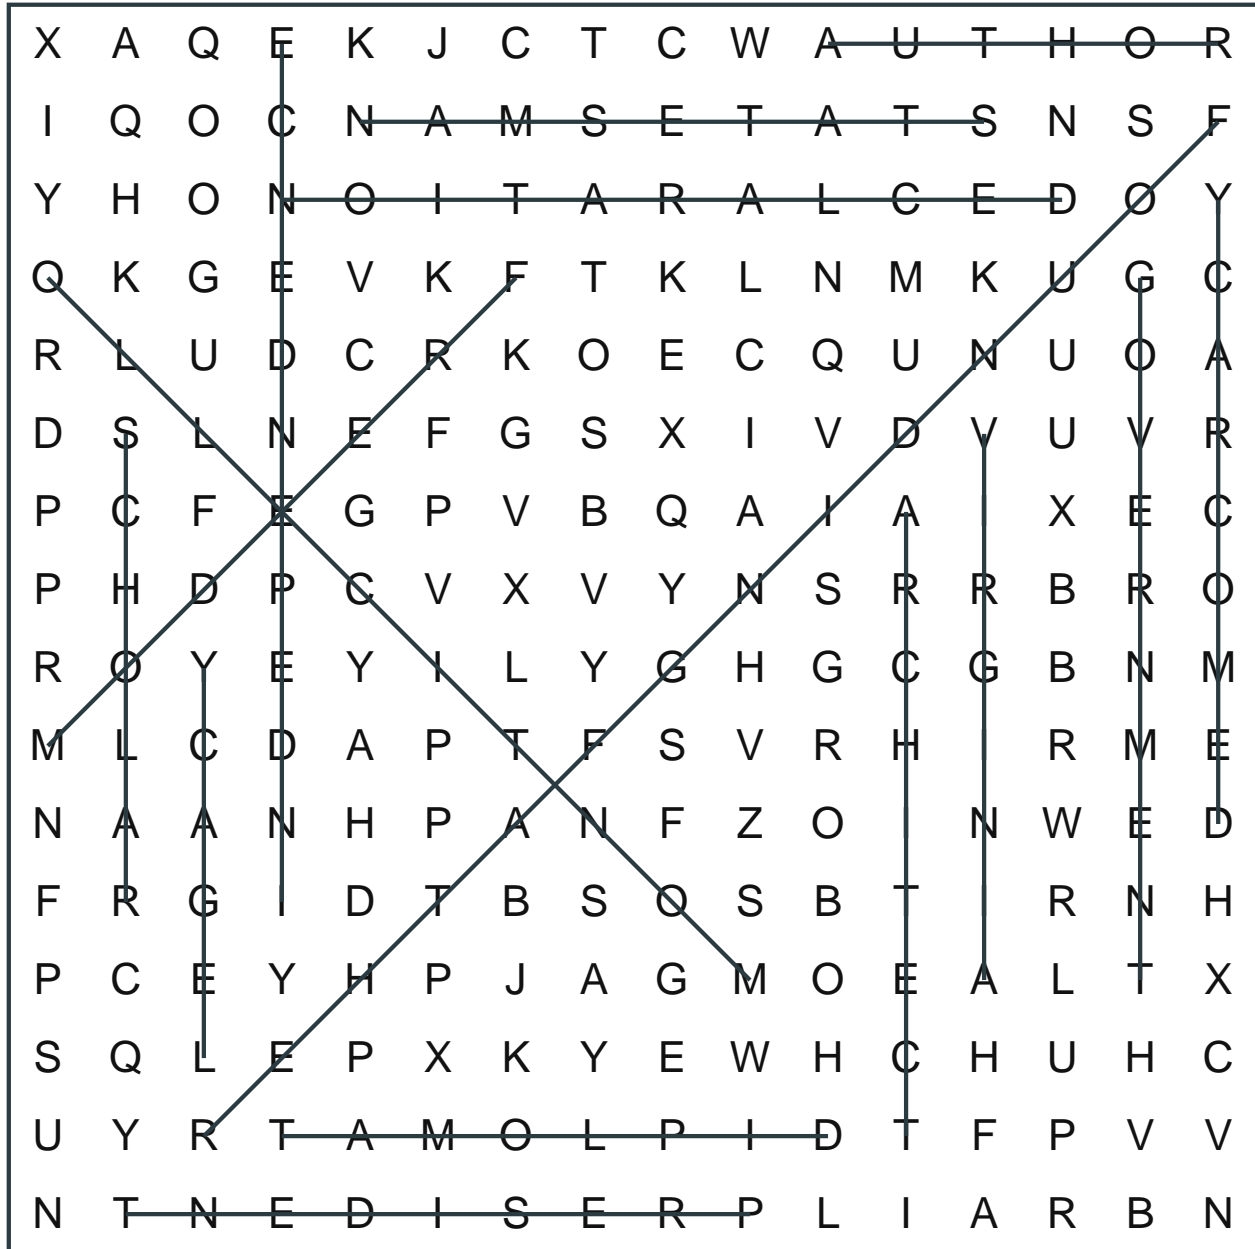 X A Q E K J C T C W A U T H O R
I Q O C N A M S E T A T S N S F
Y H O N O I T A R A L C E D O Y
Q K G E V K F T K L N M K U G C
R L U D C R K O E C Q U N U O A
D S L N E F G S X I V D V U V R
P C F E G P V B Q A I A I X E C
P H D P C V X V Y N S R R B R O
R O Y E Y I L Y G H G C G B N M
M L C D A P T F S V R H I R M E
N A A N H P A N F Z O I N W E D
F R G I D T B S O S B T I R N H
P C E Y H P J A G M O E A L T X
S Q L E P X K Y E W H C H U H C
U Y R T A M O L P I D T F P V V
N T N E D I S E R P L I A R B N